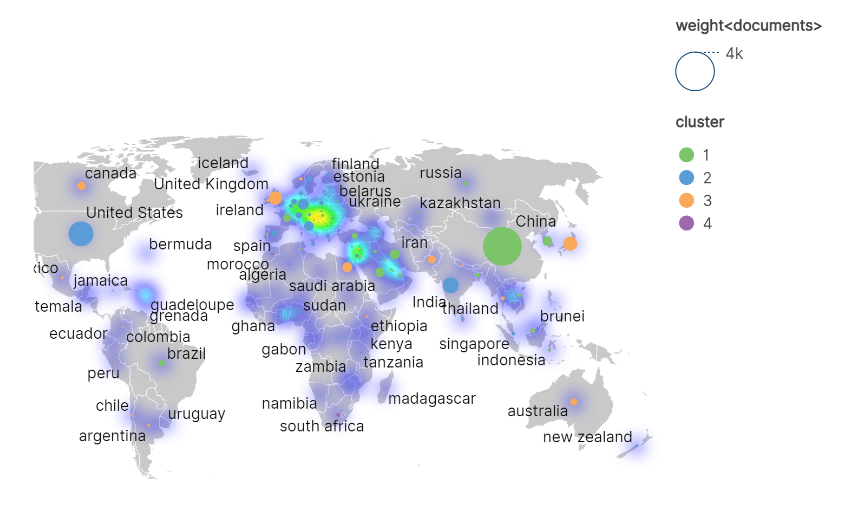 weight<documents>
4k
cluster
1
2
3
4
iceland
finland
canada
estonia
russia
United Kingdom
belarus
ukraine
kazakhstan
ireland
United States
China
bermuda
spain
iran
morocco
xico
algeria
jamaica
saudi arabia
temala
guadeloupe
sudan
India
thailand
grenada
brunei
ghana
ethiopia
ecuador
colombia
kenya
singapore
gabon
brazil
indonesia
tanzania
zambia
peru
madagascar
chile
namibia
uruguay
australia
south africa
argentina
new zealand